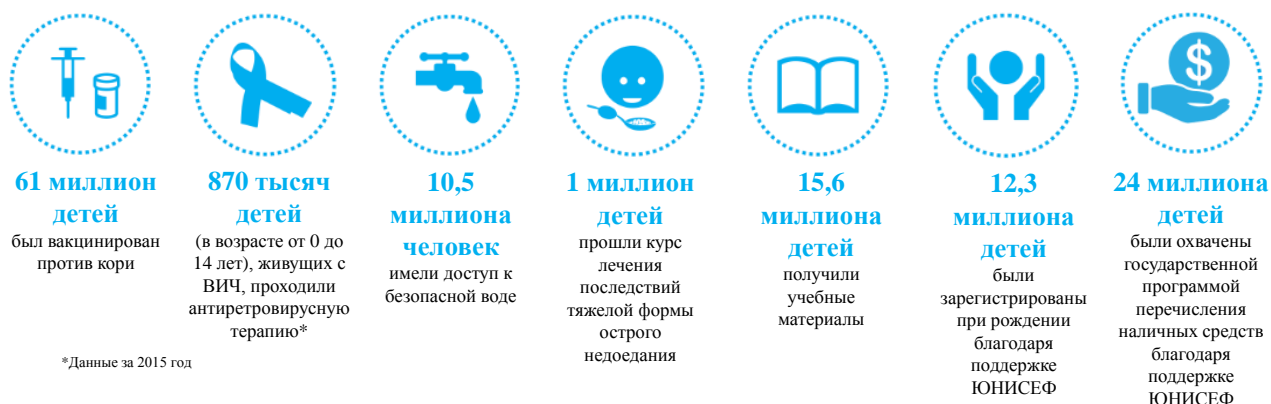 61 миллион
детей
был вакцинирован
против кори
870 тысяч
детей
(в возрасте от 0 до
14 лет), живущих с
ВИЧ, проходили
антиретровирусную
терапию*
10,5
миллиона
человек
имели доступ к
безопасной воде
1 миллион
детей
прошли курс
лечения
последствий
тяжелой формы
острого
недоедания
15,6
миллиона
детей
получили
учебные
материалы
12,3
миллиона
детей
были
зарегистрированы
при рождении
благодаря
поддержке
ЮНИСЕФ
$
24 миллиона
детей
были охвачены
государственной
программой
перечисления
наличных средств
благодаря
поддержке
ЮНИСЕФ
*Данные за 2015 год